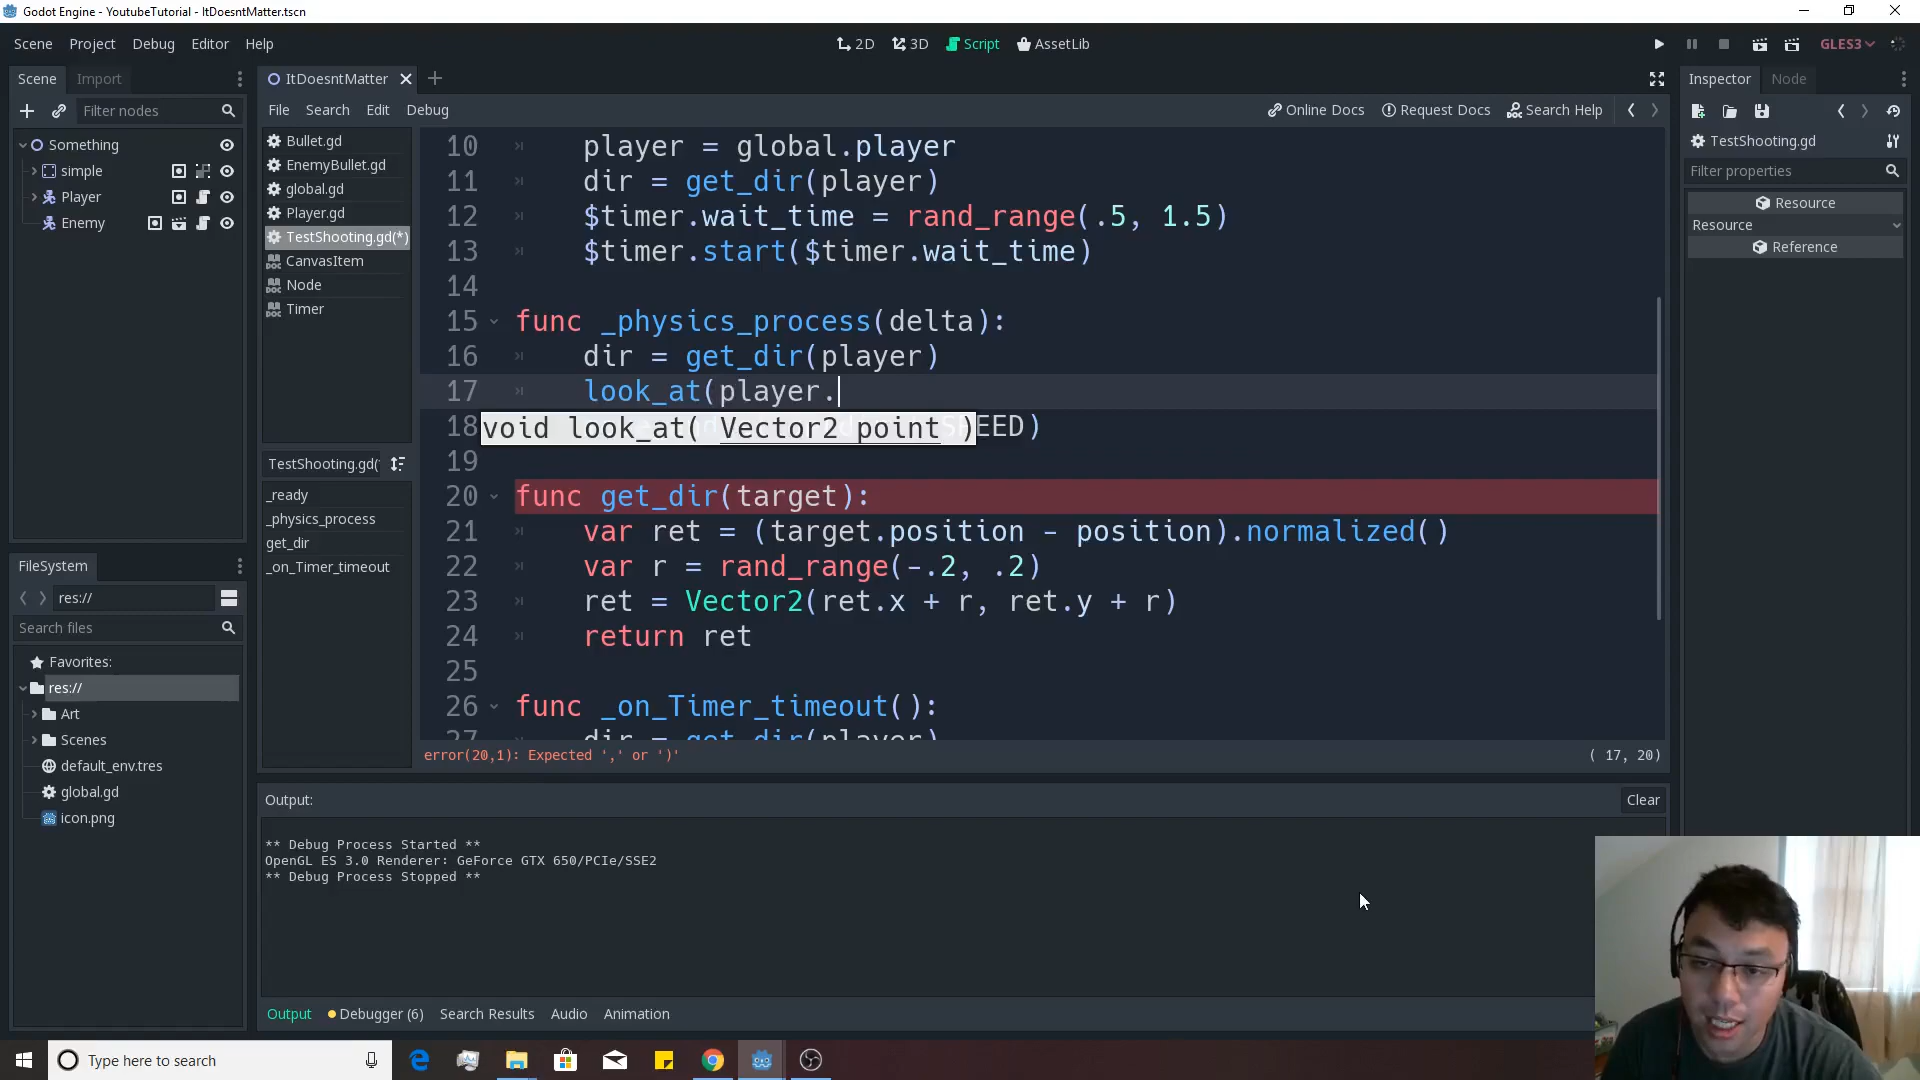 Godot Engine - YoutubeTutorial - ItDoesntMatter.tscn
Scene Project Debug Editor Help
2D 3D Script AssetLib
GLES3
Scene Import
Filter nodes
Something
simple
Player
Enemy
ItDoesntMatter
File Search Edit Debug
Online Docs Request Docs Search Help
Bullet.gd
EnemyBullet.gd
global.gd
Player.gd
TestShooting.gd(*)
CanvasItem
Node
Timer
TestShooting.gd(
_ready
_physics_process
get_dir
_on_Timer_timeout
10 player = global.player
11 dir = get_dir(player)
12 $timer.wait_time = rand_range(.5, 1.5)
13 $timer.start($timer.wait_time)
14
15 func _physics_process(delta):
16 dir = get_dir(player)
17 look_at(player.
18 EED)
void look_at( Vector2 point )
19
20 func get_dir(target):
21 var ret = (target.position - position).normalized()
22 var r = rand_range(-.2, .2)
23 ret = Vector2(ret.x + r, ret.y + r)
24 return ret
25
26 func _on_Timer_timeout():
27 dir = get_dir(player)
error(20,1): Expected ',' or ')'
( 17, 20)
Inspector Node
TestShooting.gd
Filter properties
Resource
Resource
Reference
FileSystem
res://
Search files
Favorites:
res://
Art
Scenes
default_env.tres
global.gd
icon.png
Output:
Clear
** Debug Process Started **
OpenGL ES 3.0 Renderer: GeForce GTX 650/PCIe/SSE2
** Debug Process Stopped **
Output Debugger (6) Search Results Audio Animation
Type here to search